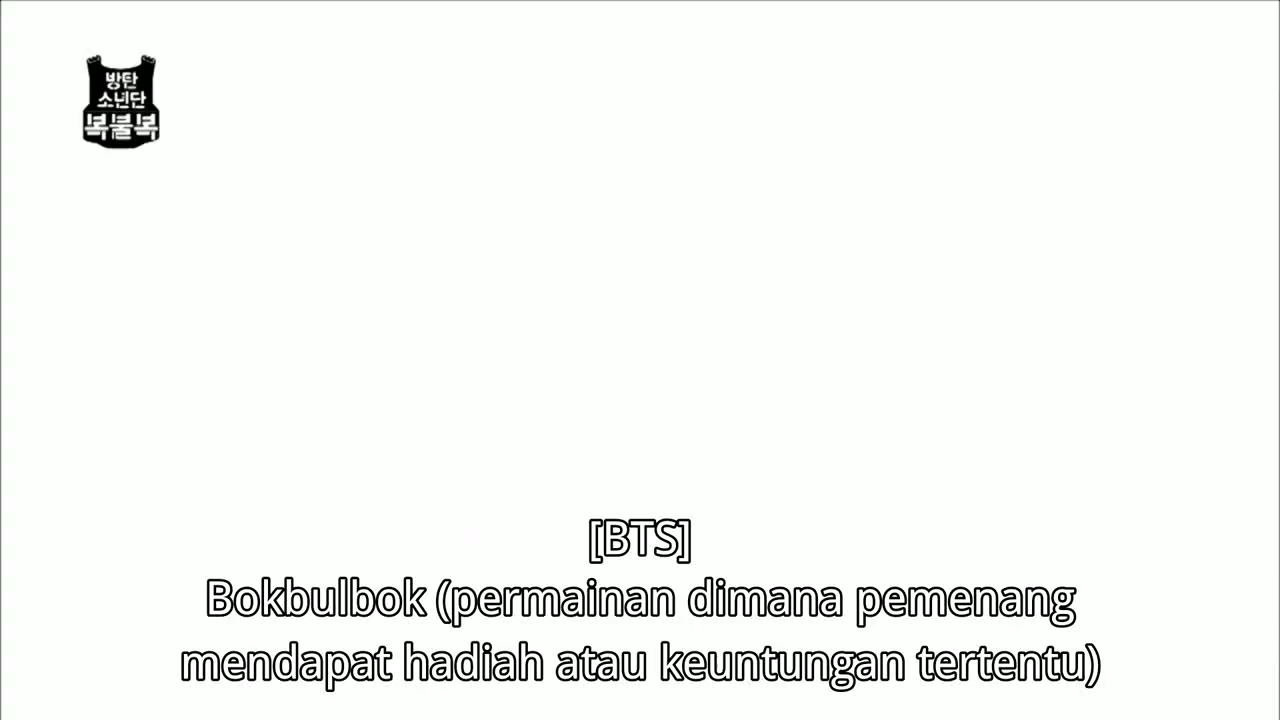 방탄
소년단
복불복
[BTS]
Bokbulbok (permainan dimana pemenang
mendapat hadiah atau keuntungan tertentu)